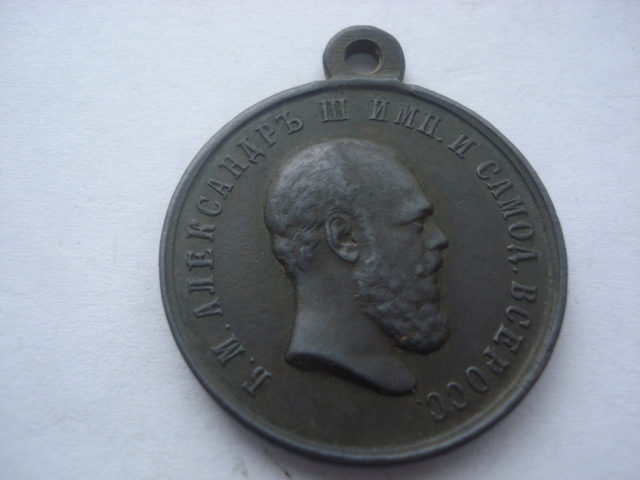 Б. М. АЛЕКСАНДРЪ III ИМП. И САМОД. ВСЕРОСС.